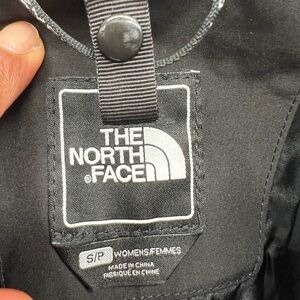 THE
NORTH
®FACE
S/P WOMENS/FEMMES
MADE IN CHINA
FABRIQUÉ EN CHINE